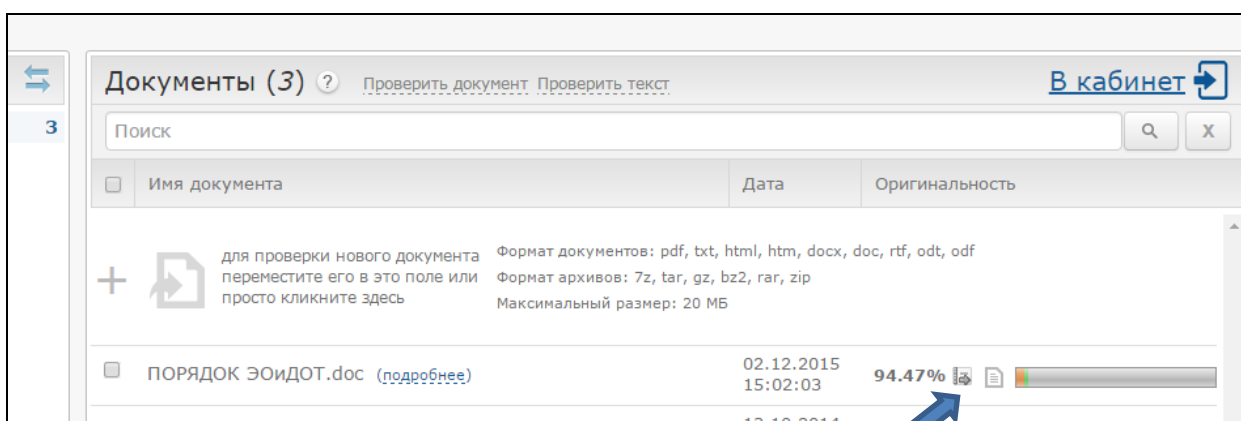 Документы (3) ? Проверить документ Проверить текст В кабинет
3
Поиск X
Имя документа Дата Оригинальность
для проверки нового документа
переместите его в это поле или
просто кликните здесь
Формат документов: pdf, txt, html, htm, docx, doc, rtf, odt, odf
Формат архивов: 7z, tar, gz, bz2, rar, zip
Максимальный размер: 20 МБ
ПОРЯДОК ЭОиДОТ.doc (подробнее)
02.12.2015
15:02:03
94.47%